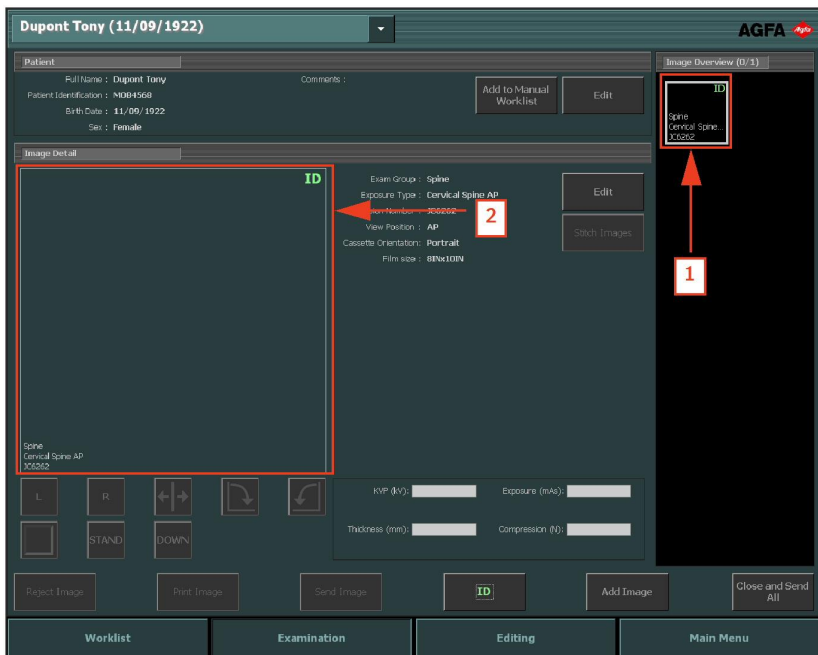 Dupont Tony (11/09/1922)
AGFA Agfa
Patient
Full Name : Dupont Tony
Patient Identification : M084568
Birth Date : 11/09/1922
Sex : Female
Comments :
Add to Manual
Worklist
Edit
Image Overview (0/1)
ID
Spine
Cervical Spine...
JC6262
1
Image Detail
ID
Spine
Cervical Spine AP
JC6262
2
Exam Group : Spine
Exposure Type : Cervical Spine AP
Number : JC6262
View Position : AP
Cassette Orientation: Portrait
Film size : 8INx10IN
Edit
Stitch Images
L
R
STAND
DOWN
KVP (kV):
Exposure (mAs):
Thickness (mm):
Compression (N):
Reject Image
Print Image
Send Image
ID
Add Image
Close and Send
All
Worklist
Examination
Editing
Main Menu